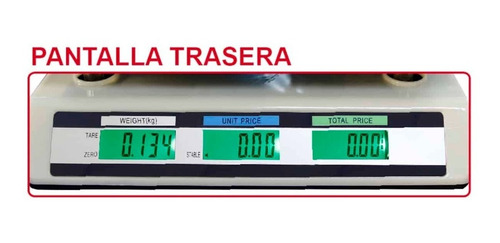 PANTALLA TRASERA
WEIGHT(kg) UNIT PRICE TOTAL PRICE
TARE
ZERO
0.134
STABLE
0.00
0.00